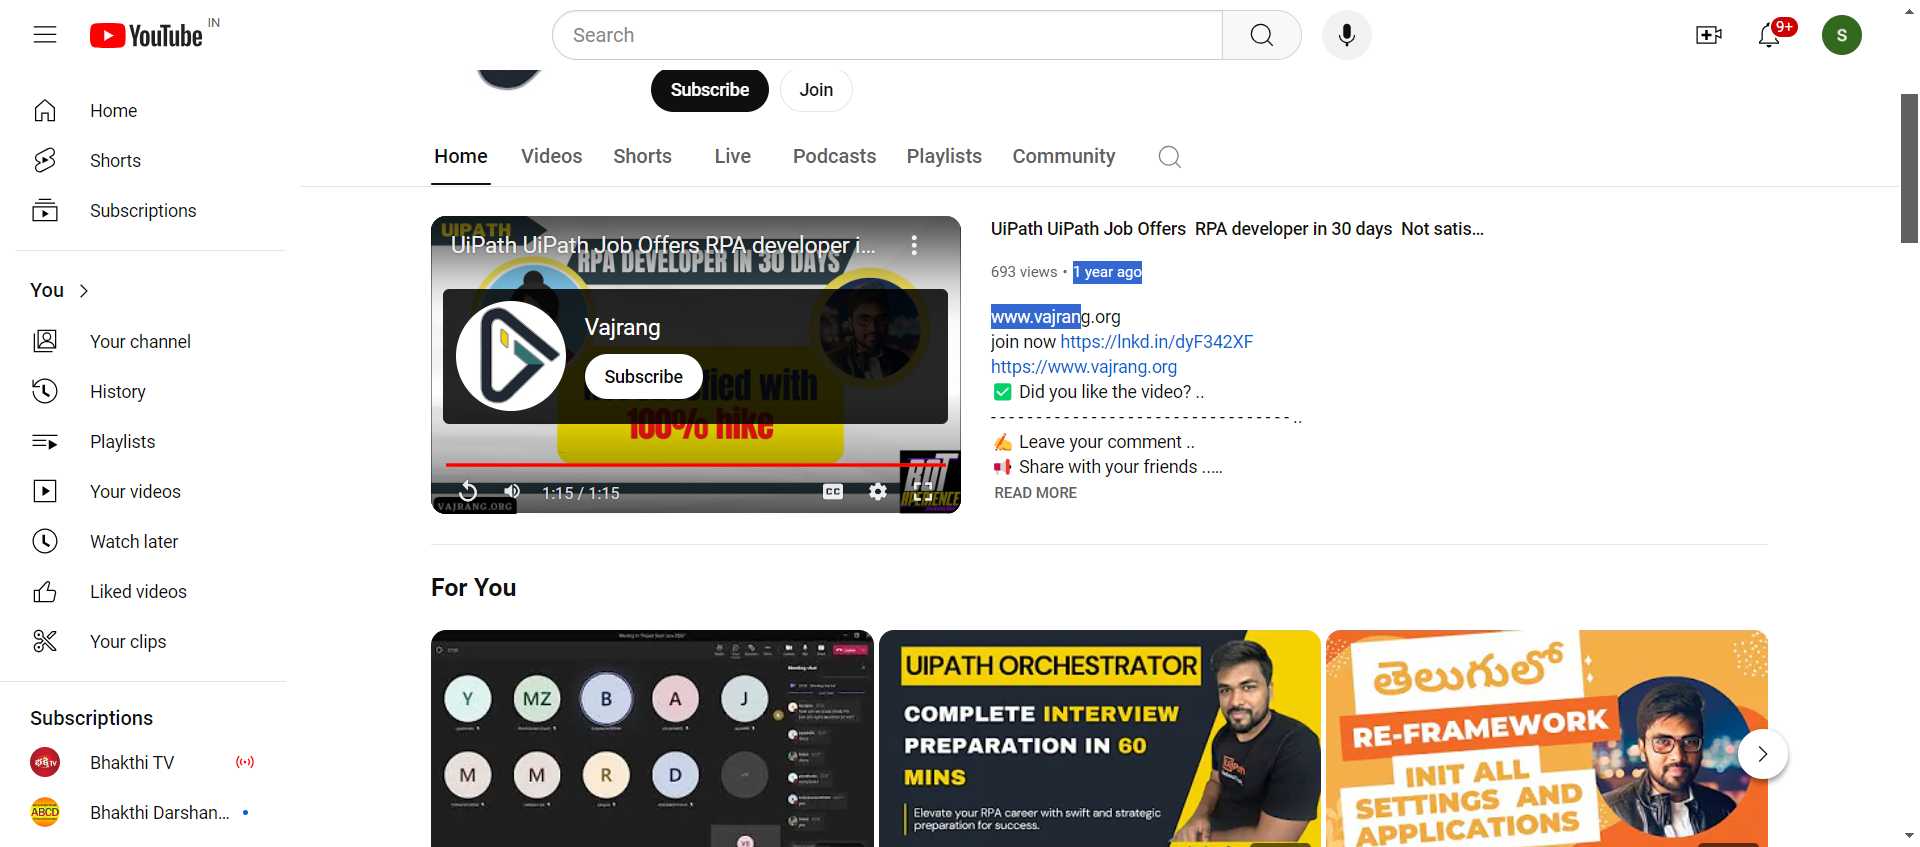 YouTube IN
Search
9+
S
Home
Shorts
Subscriptions
You
Your channel
History
Playlists
Your videos
Watch later
Liked videos
Your clips
Subscriptions
Bhakthi TV
ABCD
Bhakthi Darshan...
Subscribe
Join
Home
Videos
Shorts
Live
Podcasts
Playlists
Community
UIPATH
UiPath UiPath Job Offers RPA developer i...
RPA DEVELOPER IN 30 DAYS
Vajrang
Subscribe
with
100% hike
1:15 / 1:15
CC
VAJRANG.ORG
UiPath UiPath Job Offers RPA developer in 30 days Not satis...
693 views • 1 year ago
www.vajrang.org
join now https://lnkd.in/dyF342XF
https://www.vajrang.org
✅ Did you like the video? ..
- - - - - - - - - - - - - - - - - - - - - - - - - - - - - - - - - ..
✍ Leave your comment ..
📢 Share with your friends .....
READ MORE
For You
Meeting chat
Y
MZ
B
A
J
M
M
R
D
UIPATH ORCHESTRATOR
COMPLETE INTERVIEW
PREPARATION IN 60
MINS
Elevate your RPA career with swift and strategic
preparation for success.
తెలుగులో
RE-FRAMEWORK
INIT ALL
SETTINGS AND
APPLICATIONS